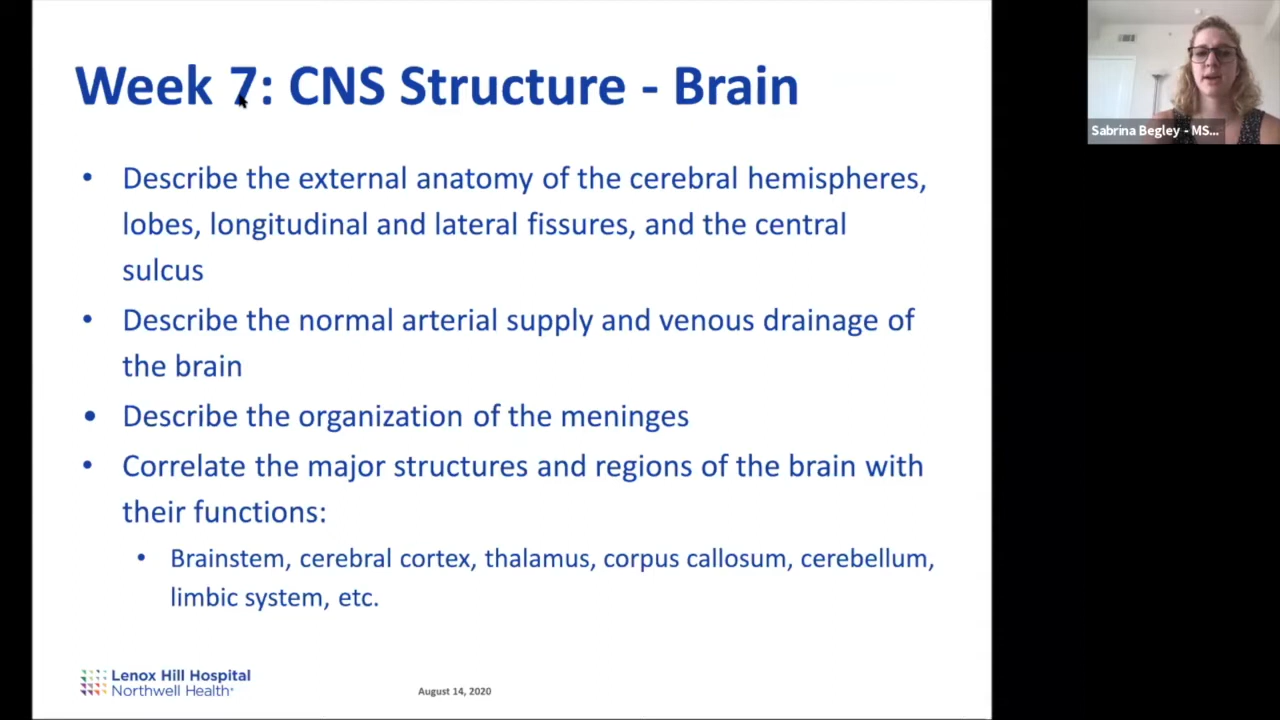 Week 7: CNS Structure - Brain
Sabrina Begley - MS...
• Describe the external anatomy of the cerebral hemispheres,
lobes, longitudinal and lateral fissures, and the central
sulcus
• Describe the normal arterial supply and venous drainage of
the brain
• Describe the organization of the meninges
• Correlate the major structures and regions of the brain with
their functions:
• Brainstem, cerebral cortex, thalamus, corpus callosum, cerebellum,
limbic system, etc.
Lenox Hill Hospital
Northwell Health
August 14, 2020